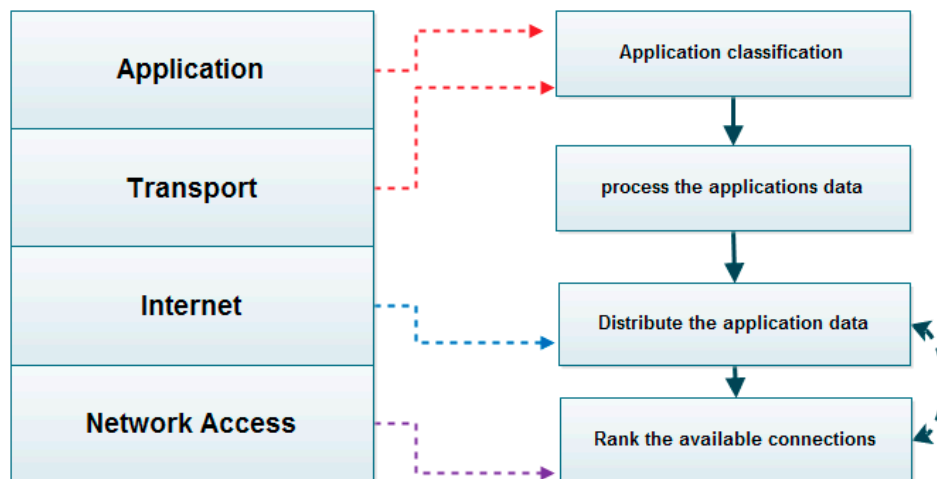 Application
Application classification
Transport
process the applications data
Internet
Distribute the application data
Network Access
Rank the available connections